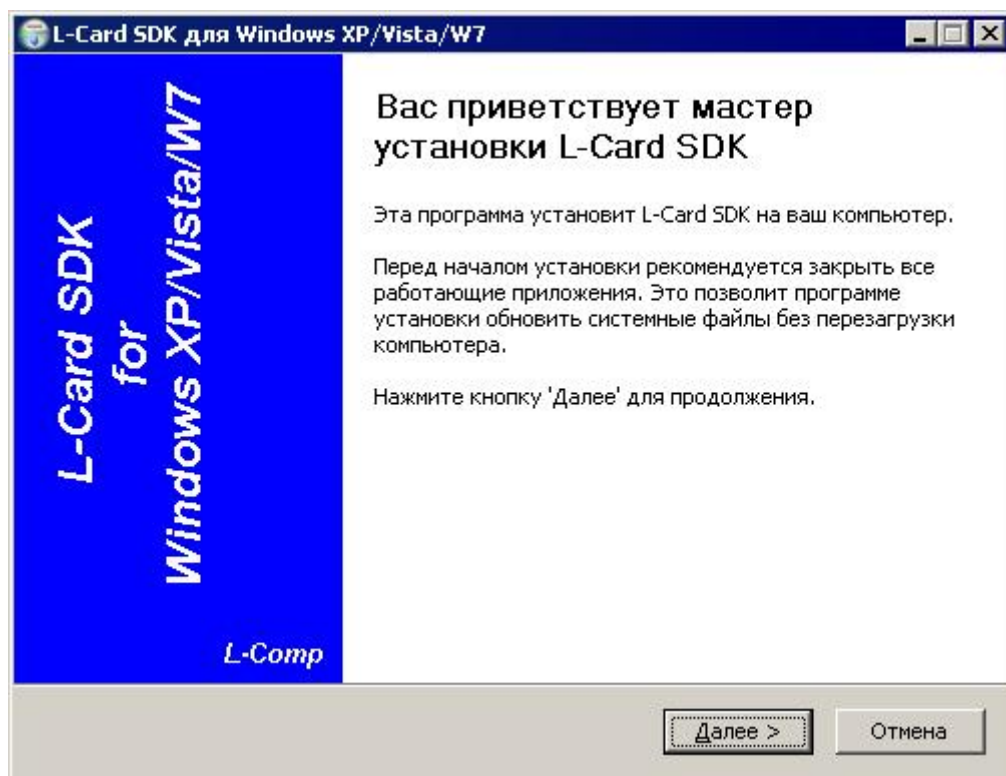 L-Card SDK для Windows XP/Vista/W7
L-Card SDK
for
Windows XP/Vista/W7
L-Comp
Вас приветствует мастер
установки L-Card SDK
Эта программа установит L-Card SDK на ваш компьютер.
Перед началом установки рекомендуется закрыть все
работающие приложения. Это позволит программе
установки обновить системные файлы без перезагрузки
компьютера.
Нажмите кнопку 'Далее' для продолжения.
Далее >
Отмена